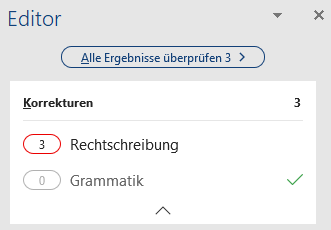 Editor
Alle Ergebnisse überprüfen 3
Korrekturen 3
3 Rechtschreibung
0 Grammatik